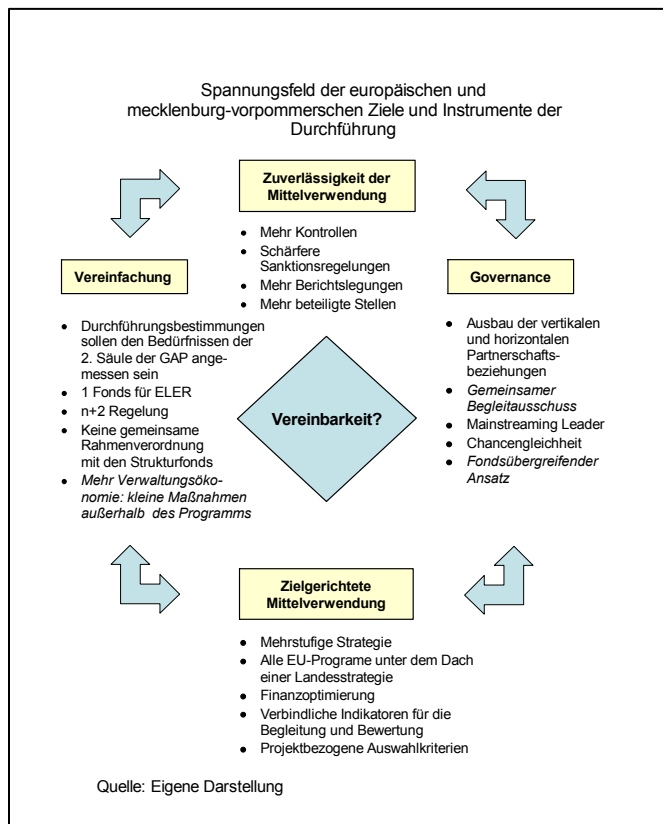 Spannungsfeld der europäischen und
mecklenburg-vorpommerschen Ziele und Instrumente der
Durchführung
Zuverlässigkeit der
Mittelverwendung
• Mehr Kontrollen
• Schärfere
Sanktionsregelungen
• Mehr Berichtslegungen
• Mehr beteiligte Stellen
Vereinfachung
• Durchführungsbestimmungen
sollen den Bedürfnissen der
2. Säule der GAP ange-
messen sein
• 1 Fonds für ELER
• n+2 Regelung
• Keine gemeinsame
Rahmenverordnung
mit den Strukturfonds
• Mehr Verwaltungsöko-
nomie: kleine Maßnahmen
außerhalb des Programms
Vereinbarkeit?
Governance
• Ausbau der vertikalen
und horizontalen
Partnerschafts-
beziehungen
• Gemeinsamer
Begleitausschuss
• Mainstreaming Leader
• Chancengleichheit
• Fondsübergreifender
Ansatz
Zielgerichtete
Mittelverwendung
• Mehrstufige Strategie
• Alle EU-Programe unter dem Dach
einer Landesstrategie
• Finanzoptimierung
• Verbindliche Indikatoren für die
Begleitung und Bewertung
• Projektbezogene Auswahlkriterien
Quelle: Eigene Darstellung